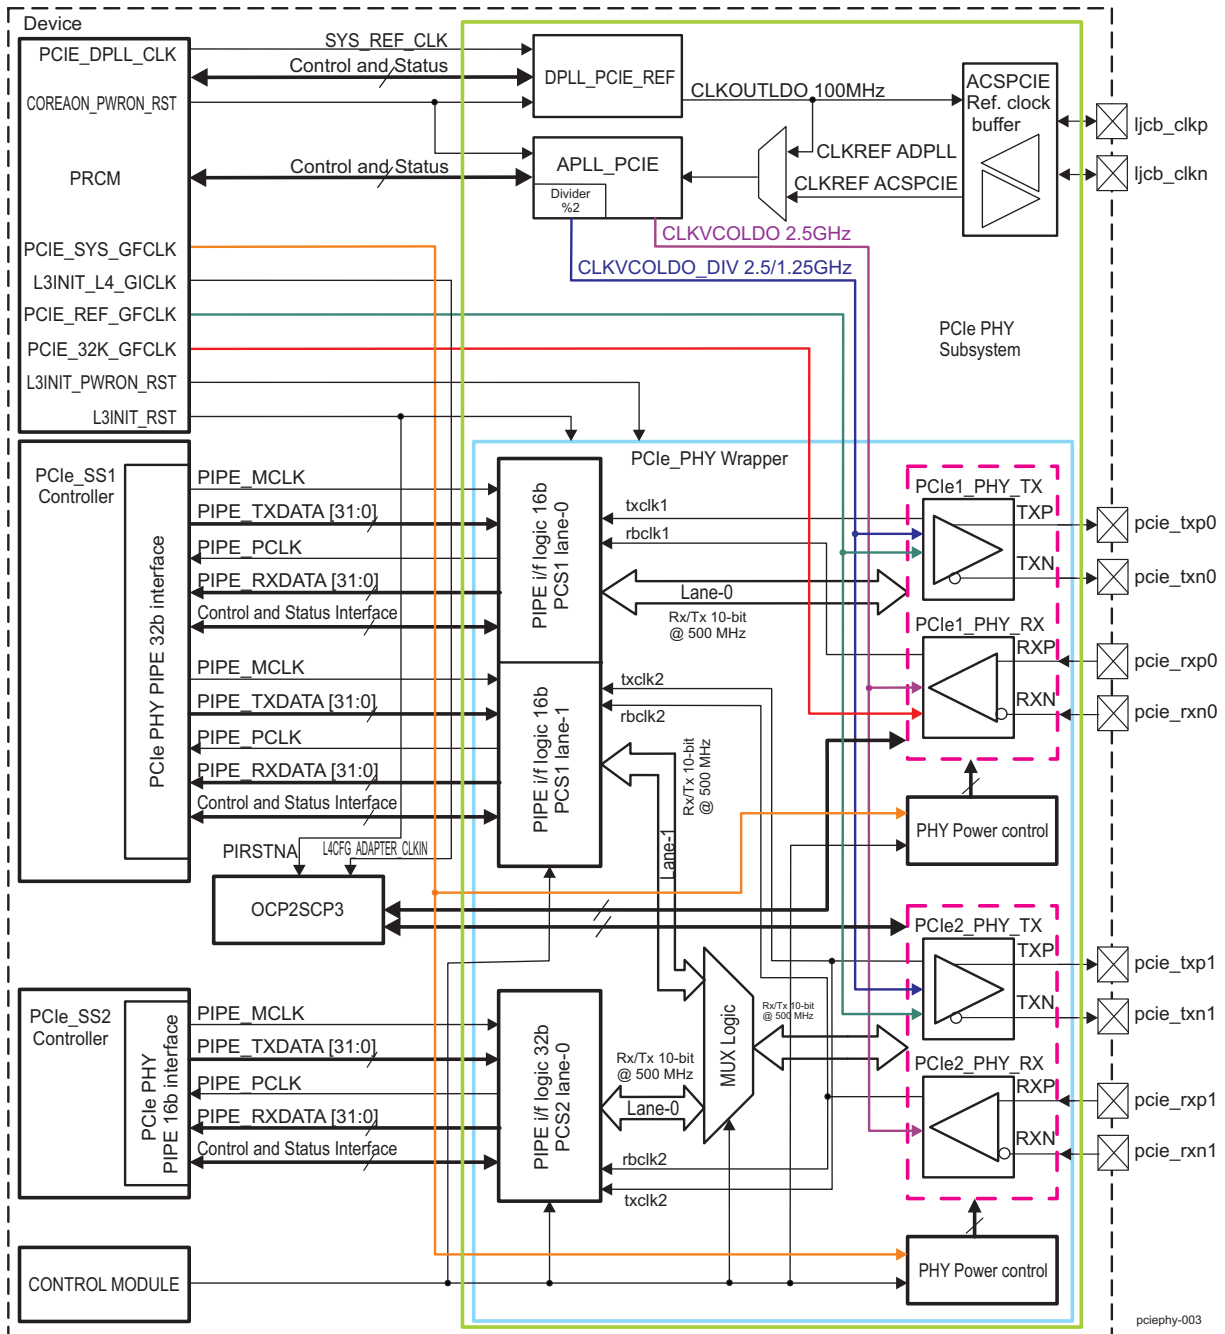 Device
PCIE_DPLL_CLK
SYS_REF_CLK
Control and Status
COREAON_PWRON_RST
DPLL_PCIE_REF
CLKOUTLDO 100MHz
ACSPCIE
Ref. clock
buffer
ljcb_clkp
ljcb_clkn
PRCM
Control and Status
APLL_PCIE
Divider
%2
CLKREF ADPLL
CLKREF ACSPCIE
PCIE_SYS_GFCLK
L3INIT_L4_GICLK
PCIE_REF_GFCLK
PCIE_32K_GFCLK
L3INIT_PWRON_RST
L3INIT_RST
CLKVCOLDO 2.5GHz
CLKVCOLDO_DIV 2.5/1.25GHz
PCIe PHY
Subsystem
PCIe_PHY Wrapper
PCIe_SS1
Controller
PCIe PHY PIPE 32b interface
PIPE_MCLK
PIPE_TXDATA [31:0]
PIPE_PCLK
PIPE_RXDATA [31:0]
Control and Status Interface
PIPE_MCLK
PIPE_TXDATA [31:0]
PIPE_PCLK
PIPE_RXDATA [31:0]
Control and Status Interface
PIPE i/f logic 16b
PCS1 lane-0
PIPE i/f logic 16b
PCS1 lane-1
txclk1
rbclk1
Lane-0
Rx/Tx 10-bit
@ 500 MHz
txclk2
rbclk2
Rx/Tx 10-bit
@ 500 MHz
Lane-1
PCIe1_PHY_TX
TXP
TXN
PCIe1_PHY_RX
RXP
RXN
pcie_txp0
pcie_txn0
pcie_rxp0
pcie_rxn0
PHY Power control
PIRSTNA
L4CFG_ADAPTER_CLKIN
OCP2SCP3
PCIe_SS2
Controller
PCIe PHY
PIPE 16b interface
PIPE_MCLK
PIPE_TXDATA [31:0]
PIPE_PCLK
PIPE_RXDATA [31:0]
Control and Status Interface
PIPE i/f logic 32b
PCS2 lane-0
Rx/Tx 10-bit
@ 500 MHz
Lane-0
MUX Logic
Rx/Tx 10-bit
@ 500 MHz
rbclk2
txclk2
PCIe2_PHY_TX
TXP
TXN
PCIe2_PHY_RX
RXP
RXN
pcie_txp1
pcie_txn1
pcie_rxp1
pcie_rxn1
PHY Power control
CONTROL MODULE
pciephy-003